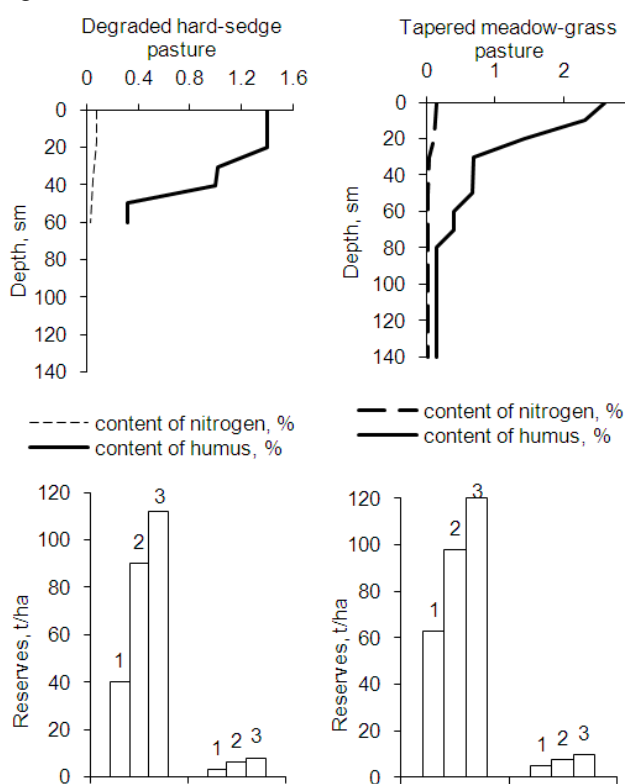 Degraded hard-sedge
pasture
0 0.4 0.8 1.2 1.6
0
20
40
60
80
100
120
140
Depth, sm
content of nitrogen, %
content of humus, %
Tapered meadow-grass
pasture
0 1 2
0
20
40
60
80
100
120
140
Depth, sm
content of nitrogen, %
content of humus, %
120
100
80
60
40
20
0
Reserves, t/ha
1
2
3
1 2 3
120
100
80
60
40
20
0
Reserves, t/ha
1
2
3
1 2 3